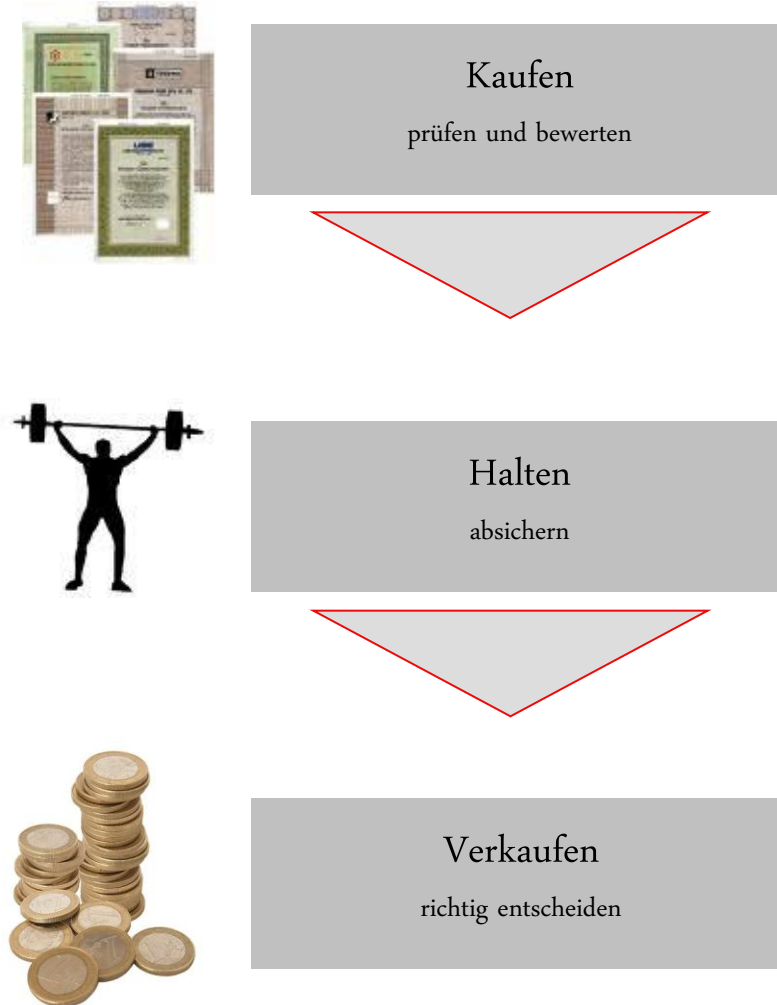 Kaufen
prüfen und bewerten
Halten
absichern
Verkaufen
richtig entscheiden